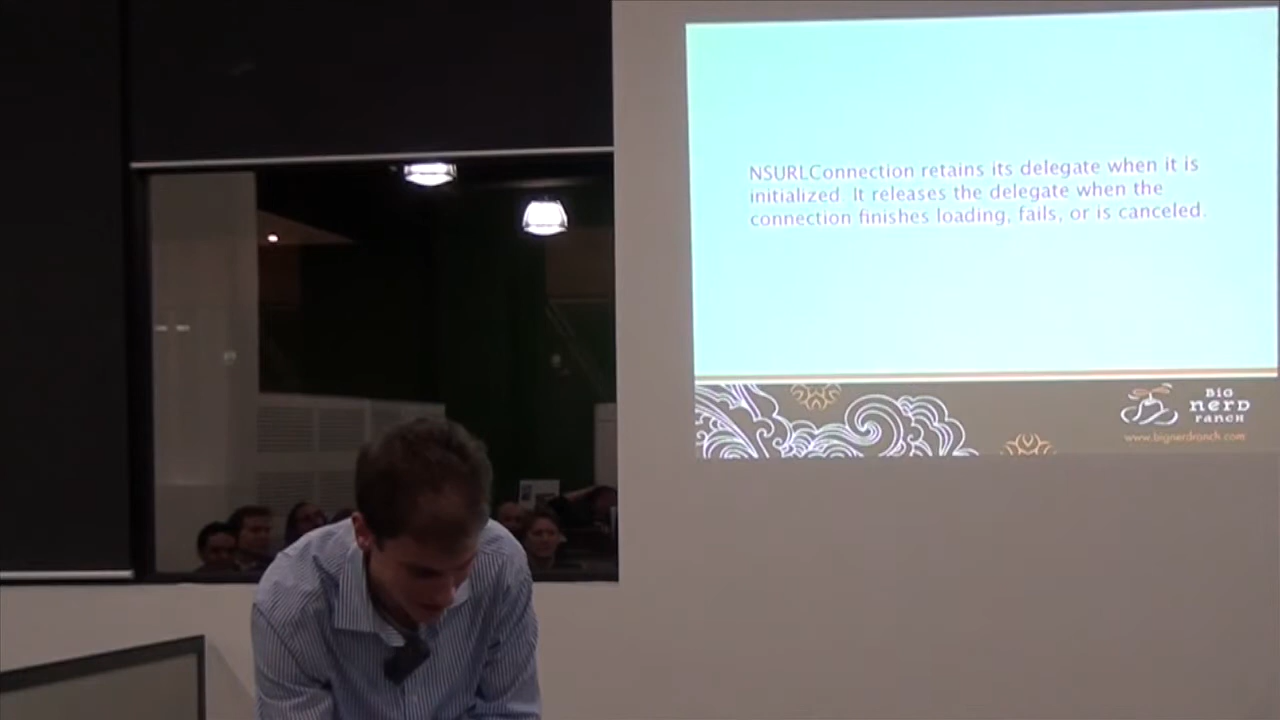 NSURLConnection retains its delegate when it is
initialized. It releases the delegate when the
connection finishes loading, fails, or is canceled.
BIG
nerd
ranch
www.bignerdranch.com